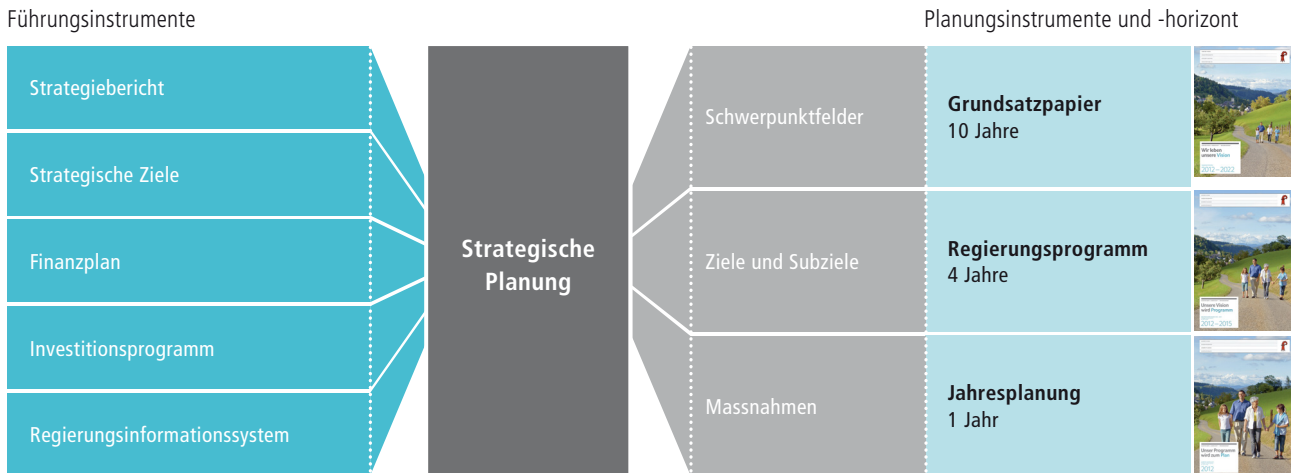 Führungsinstrumente
Planungsinstrumente und -horizont
Strategiebericht
Strategische Ziele
Finanzplan
Investitionsprogramm
Regierungsinformationssystem
Strategische
Planung
Schwerpunktfelder
Ziele und Subziele
Massnahmen
Grundsatzpapier
10 Jahre
Regierungsprogramm
4 Jahre
Jahresplanung
1 Jahr
Wir leben
unsere Vision
2012 – 2022
Unsere Vision
wird Programm
2012 – 2015
Unser Programm
wird zum Plan
2012